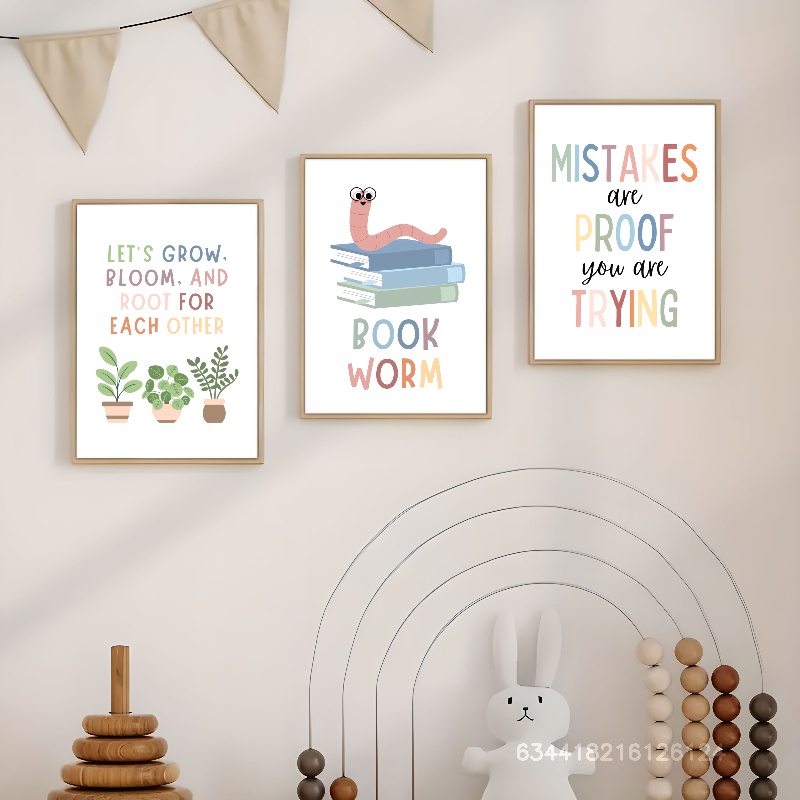 LET'S GROW,
BLOOM, AND
ROOT FOR
EACH OTHER
BOOK
WORM
MISTAKES
are
PROOF
you are
TRYING